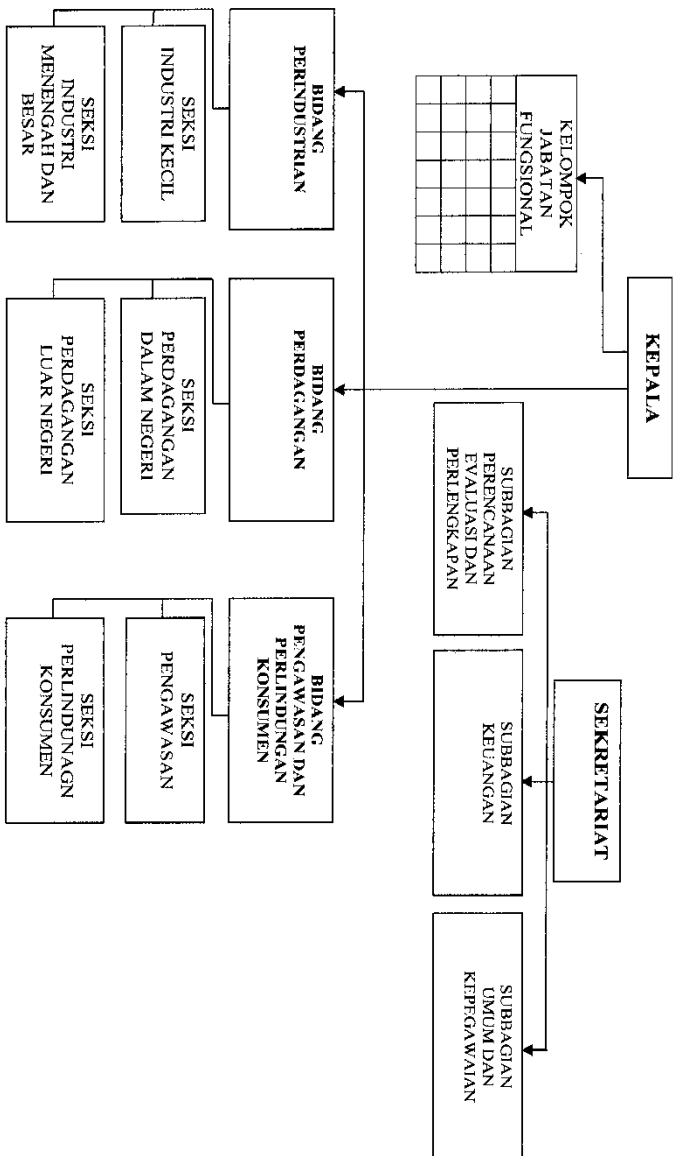 KEPALA
KELOMPOK
JABATAN
FUNGSIONAL
SEKRETARIAT
SUBBAGIAN
PERENCANAAN
EVALUASI DAN
PERLENGKAPAN
SUBBAGIAN
KEUANGAN
SUBBAGIAN
UMUM DAN
KEPEGAWAIAN
BIDANG
PERINDUSTRIAN
BIDANG
PERDAGANGAN
BIDANG
PENGAWASAN DAN
PERLINDUNGAN
KONSUMEN
SEKSI
INDUSTRI KECIL
SEKSI
PERDAGANGAN
DALAM NEGERI
SEKSI
PENGAWASAN
SEKSI
INDUSTRI
MENENGAH DAN
BESAR
SEKSI
PERDAGANGAN
LUAR NEGERI
SEKSI
PERLINDUNAGN
KONSUMEN